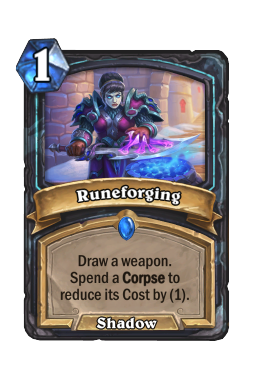 1
Runeforging
Draw a weapon.
Spend a Corpse to
reduce its Cost by (1).
Shadow